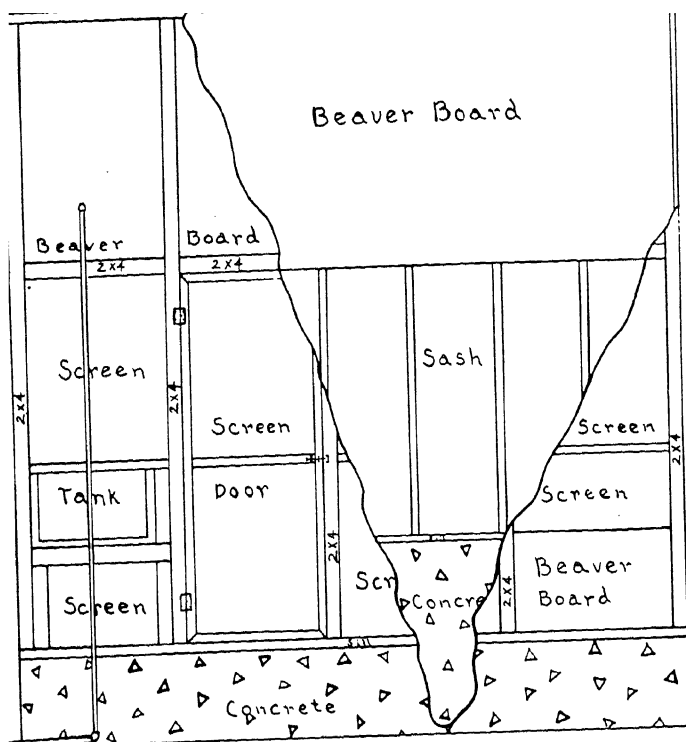 Beaver Board
Beaver Board
2x4 2x4
Screen
Sash
2x4
2x4
Screen
Screen
2x4
Tank
Door
Screen
2x4
Scr
Concre
2x4
Beaver
Board
Screen
Concrete